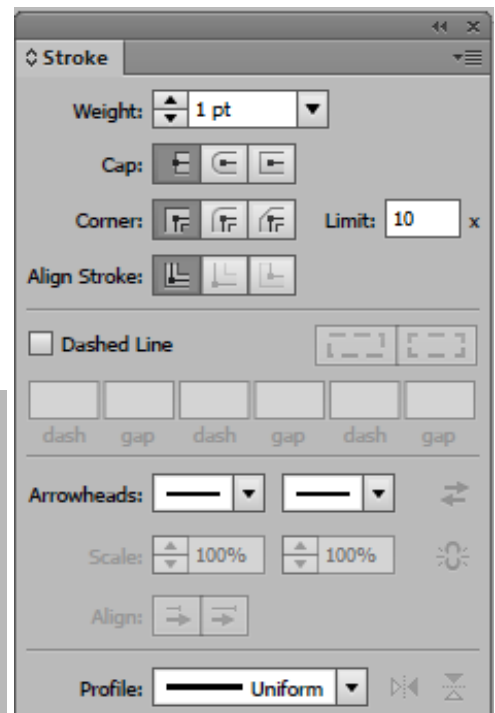 Stroke
Weight: 1 pt
Cap:
Corner: Limit: 10 x
Align Stroke:
Dashed Line
dash gap dash gap dash gap
Arrowheads:
Scale: 100% 100%
Align:
Profile: Uniform